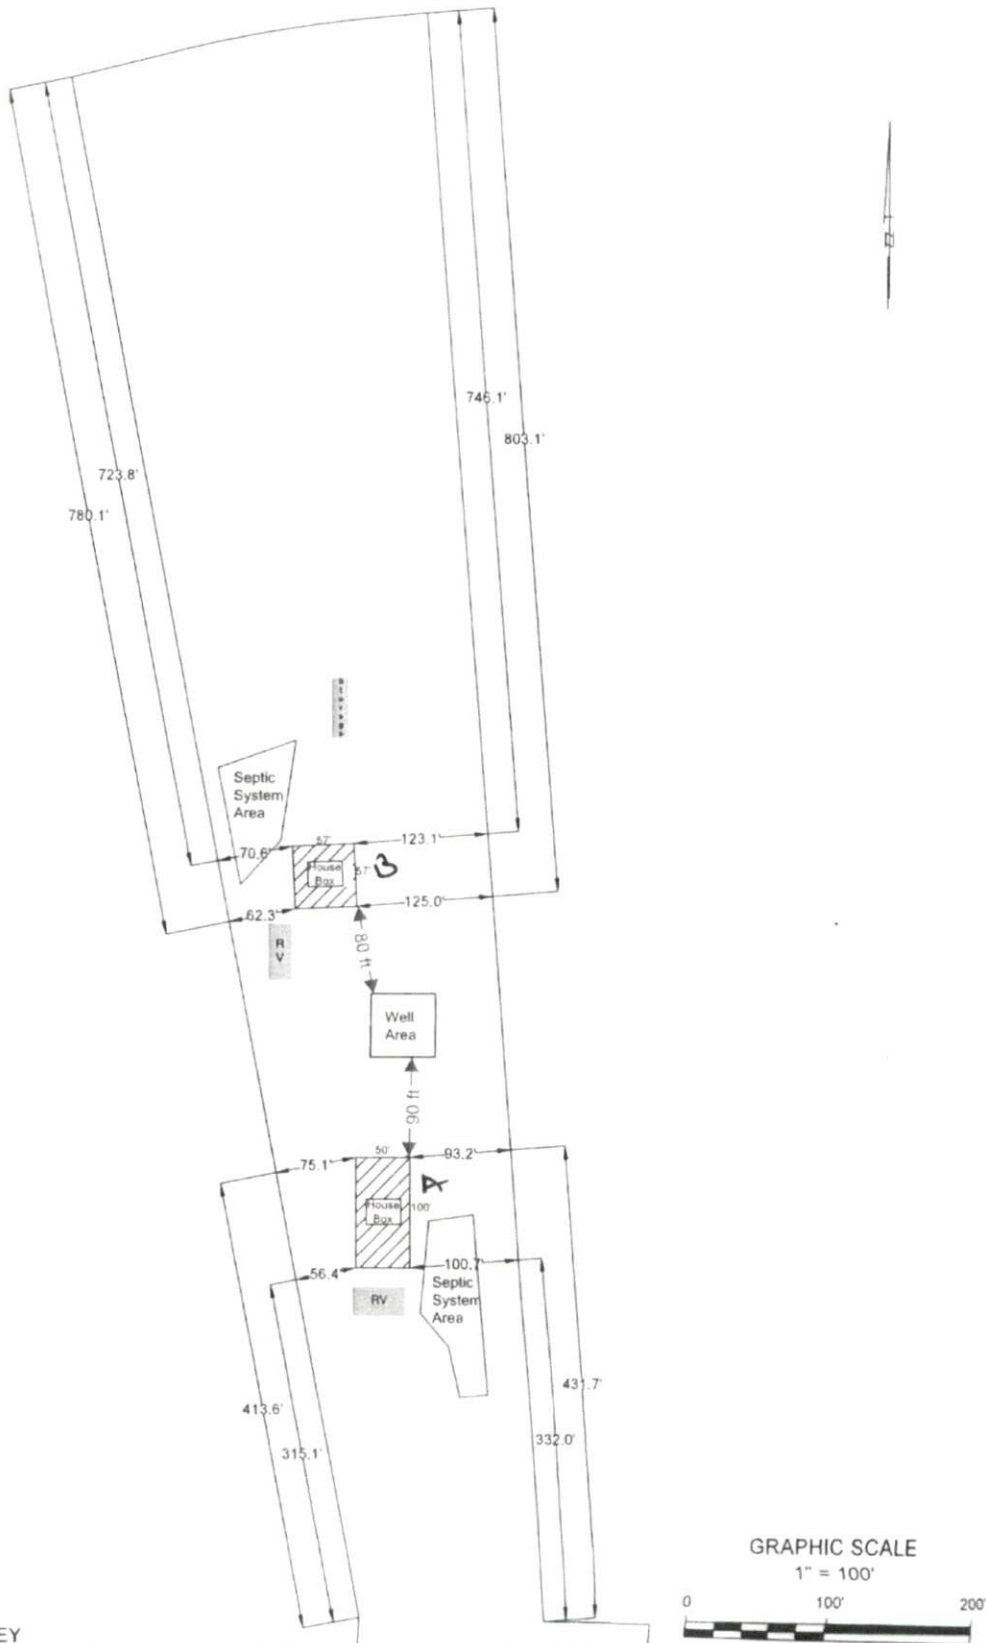 746.1'
803.1'
723.8'
780.1'
Storage
Septic
System
Area
57'
123.1'
70.6'
House
Box
57'
B
62.3'
125.0'
R
V
80 ft
Well
Area
90 ft
50'
93.2'
75.1'
A
House
Box
100'
56.4'
100.7'
RV
Septic
System
Area
431.7'
413.6'
332.0'
315.1'
GRAPHIC SCALE
1" = 100'
0 100' 200'
EY